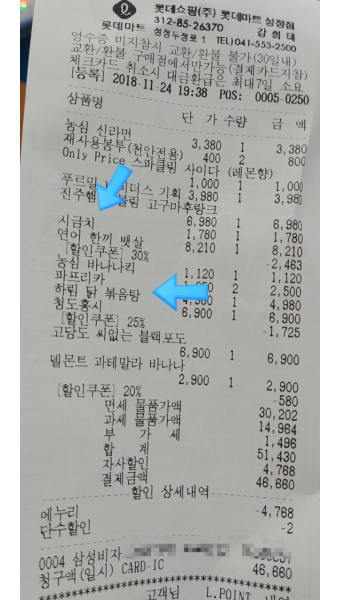 롯데쇼핑(주) 롯데마트 성정점
312-85-26370 강희태
롯데마트 성정두정로 1 TEL)041-553-2500
영수증 미지참시 교환/환불 불가(30일내)
교환/환불 구매점에서만가능(결제카드지참)
체크카드 취소시 대금환급은 최대7일 소요
[등록] 2018-11-24 19:38 POS: 0005-0250
상품명 단가 수량 금액
농심 신라면
3,380 1 3,380
재사용봉투(천안전용)
400 2 800
Only Price 스파클링 사이다 (레몬향)
1,000 1 1,000
푸르밀 더스 기획
3,980 1 3,980
진주햄 링 고구마후랑크
6,980 1 6,980
시금치
1,780 1 1,780
연어 한끼 뱃살
8,210 1 8,210
[할인쿠폰] 30% -2,463
농심 바나나킥
1,120 1 1,120
파프리카
2 2,500
하림 닭 볶음탕
4,980 1 4,980
청도홍시
6,900 1 6,900
[할인쿠폰] 25% -1,725
고당도 씨없는 블랙포도
6,900 1 6,900
델몬트 과테말라 바나나
2,900 1 2,900
[할인쿠폰] 20% -580
면세 물품가액 30,202
과세 물품가액 14,964
부 가 세 1,496
합 계 51,430
자사할인 4,768
결제금액 46,660
할인 상세내역
에누리 -4,768
단수할인 -2
0004 삼성비자
청구액(일시) CARD-IC 46,660
고객님 L.POINT